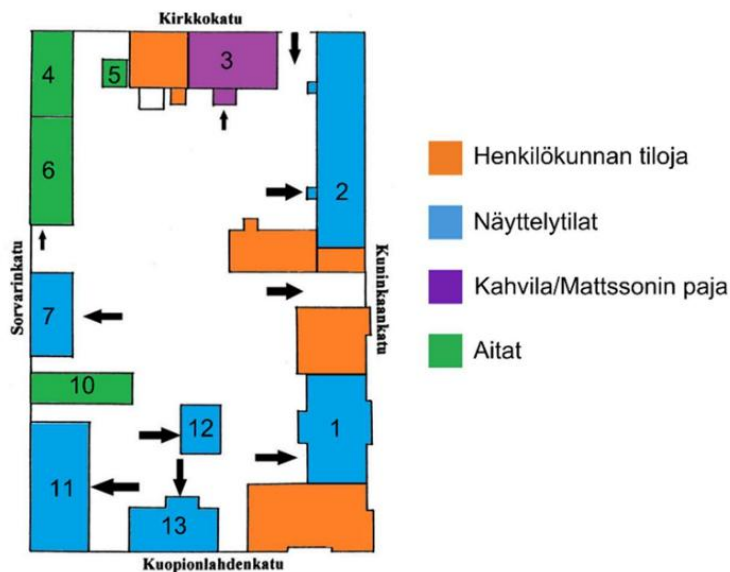 Kirkkokatu
4
5
3
6
2
Sorvarinkatu
Kuninkaankatu
7
10
12
1
11
13
Kuopionlahdenkatu
Henkilökunnan tiloja
Näyttelytilat
Kahvila/Mattssonin paja
Aitat